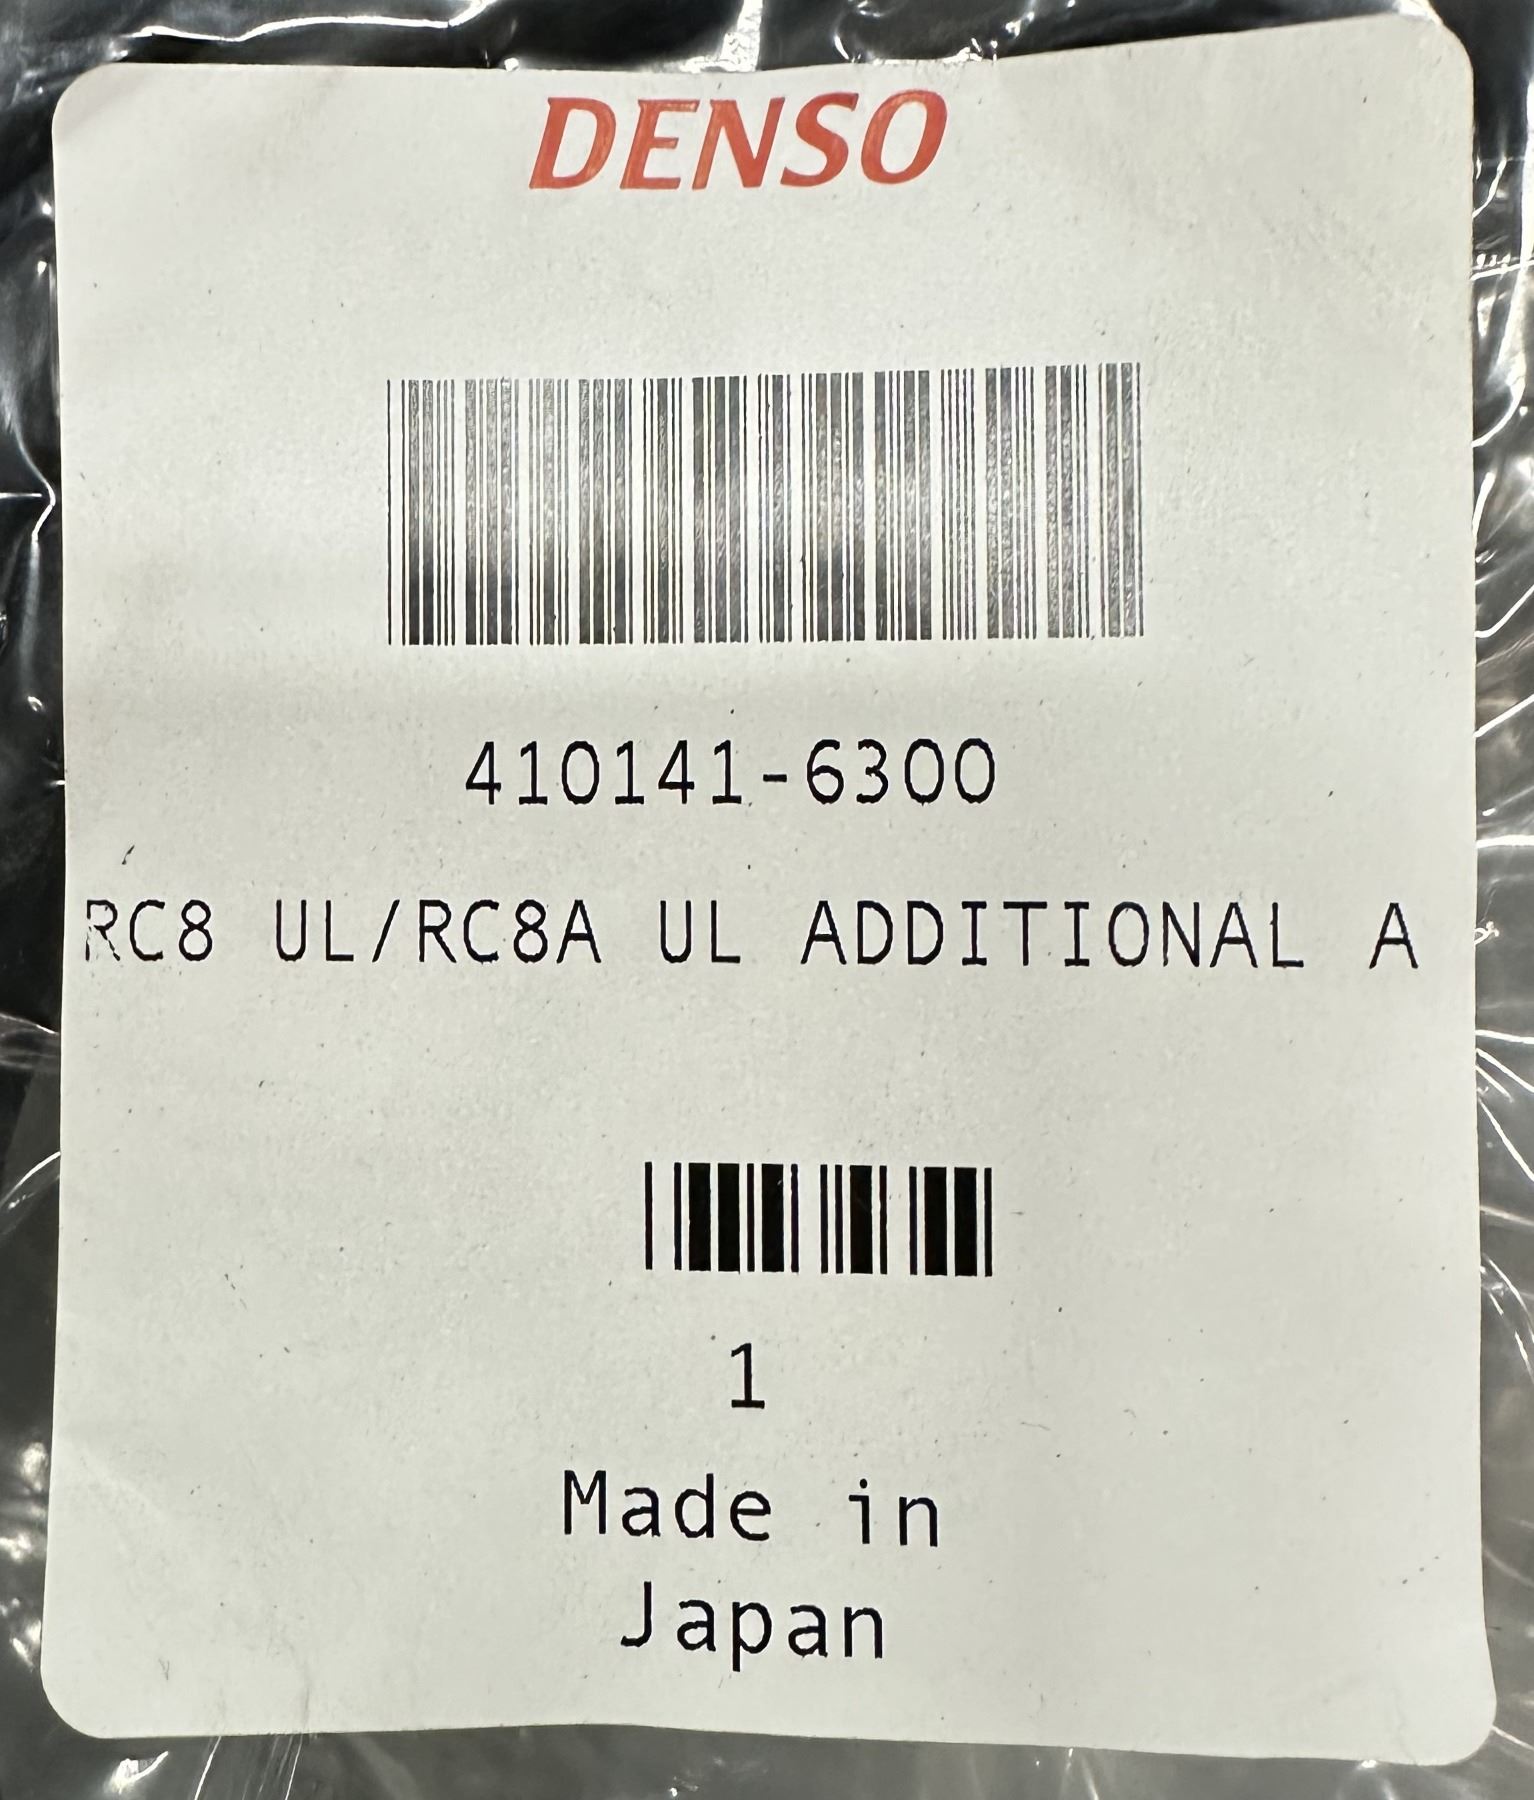 DENSO
410141-6300
RC8 UL/RC8A UL ADDITIONAL A
1
Made in
Japan